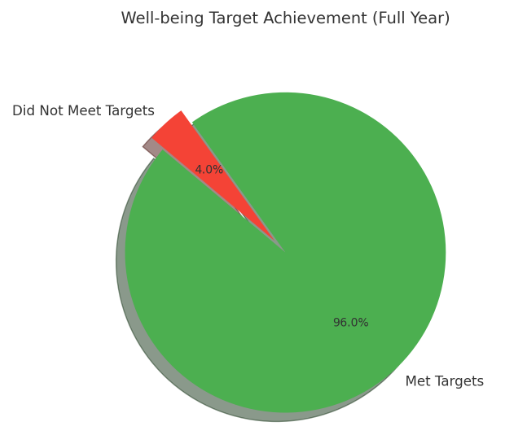 Well-being Target Achievement (Full Year)
Did Not Meet Targets
4.0%
96.0%
Met Targets